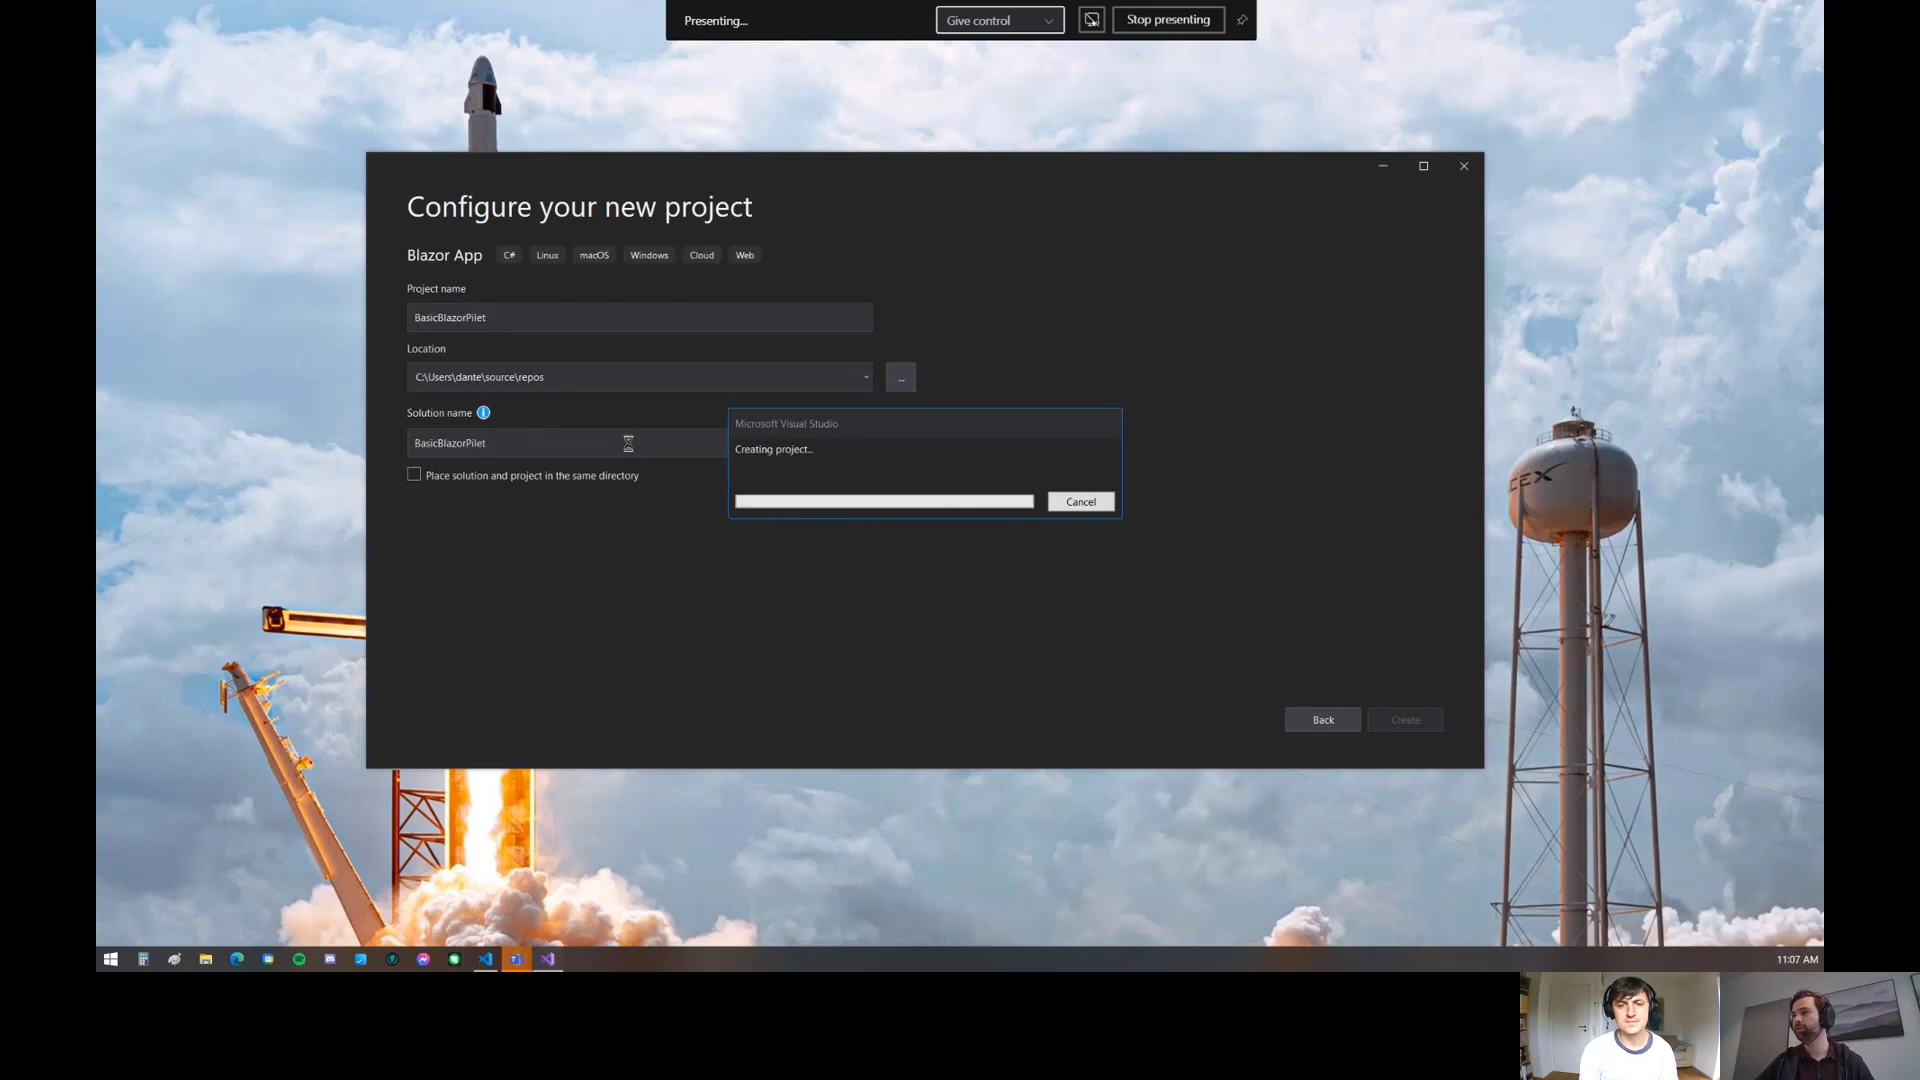 Presenting...
Give control
Stop presenting
Configure your new project
Blazor App C# Linux macOS Windows Cloud Web
Project name
BasicBlazorPilet
Location
C:\Users\dante\source\repos
...
Solution name
BasicBlazorPilet
Place solution and project in the same directory
Microsoft Visual Studio
Creating project...
Cancel
Back
Create
CEX
11:07 AM